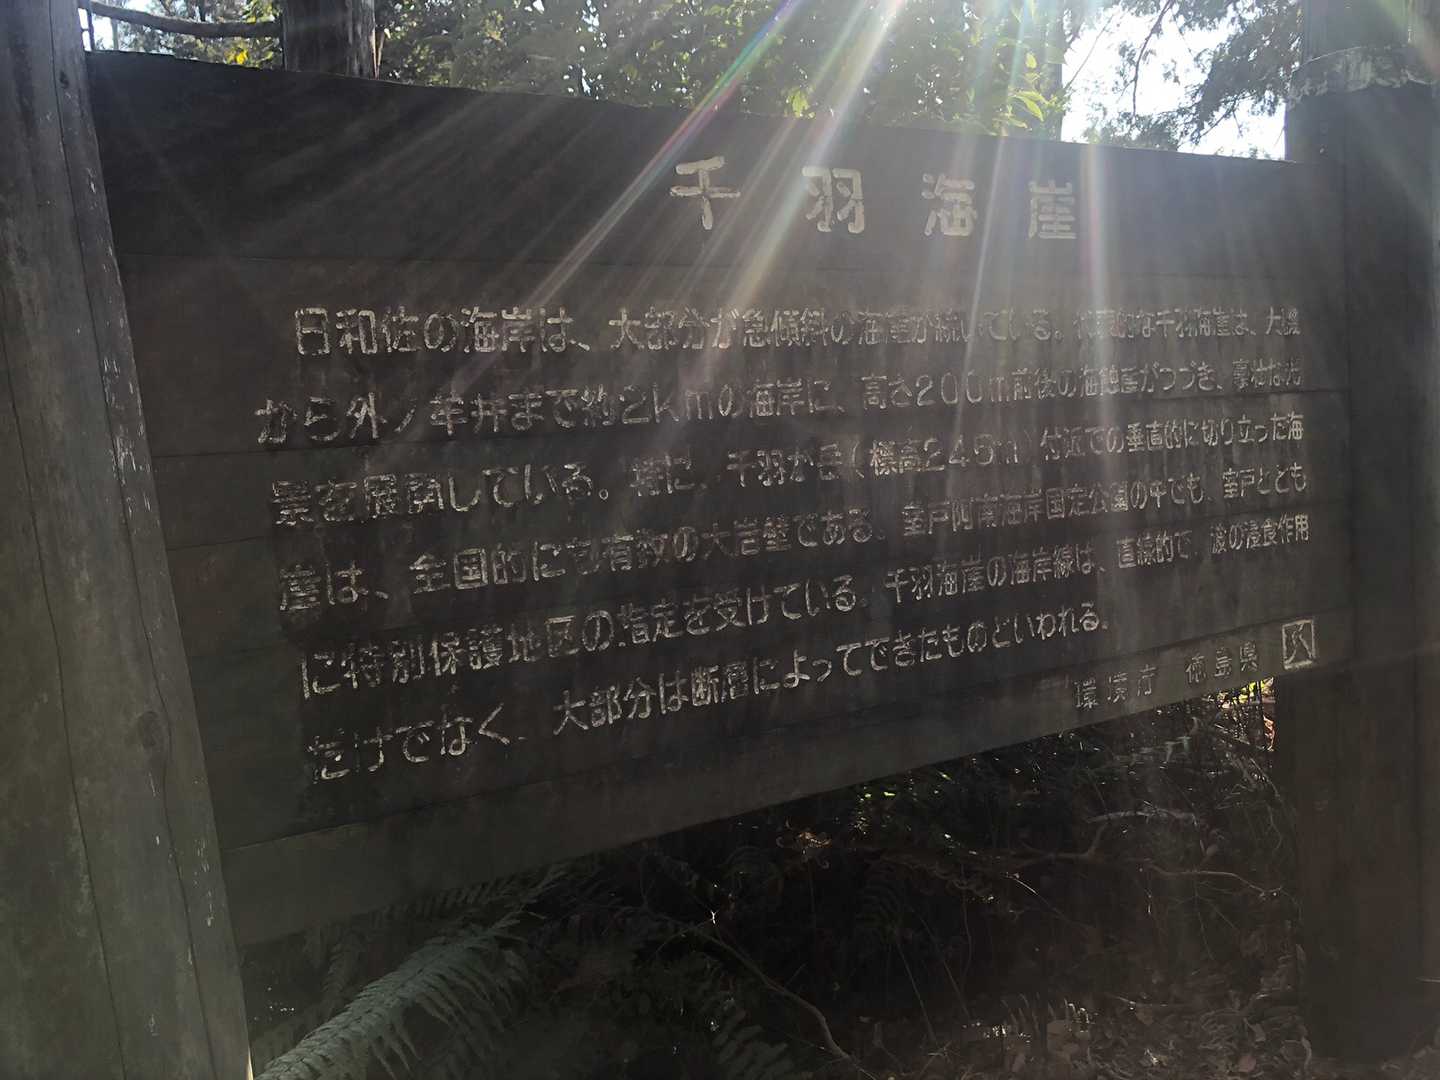 千羽海崖
日和佐の海岸は、大部分が急傾斜の海崖が続いている。代表的な千羽海崖は、大磯
から外ノ牟井まで約2kmの海岸に、高さ200m前後の海蝕崖がつづき、豪壮な光
景を展開している。特に、千羽か岳(標高245m)付近での垂直的に切り立った海
崖は、全国的にも有数の大岩壁である。室戸阿南海岸国定公園の中でも、室戸ととも
に特別保護地区の指定を受けている。千羽海崖の海岸線は、直線的で、波の浸食作用
だけでなく、大部分は断層によってできたものといわれる。
環境庁 徳島県